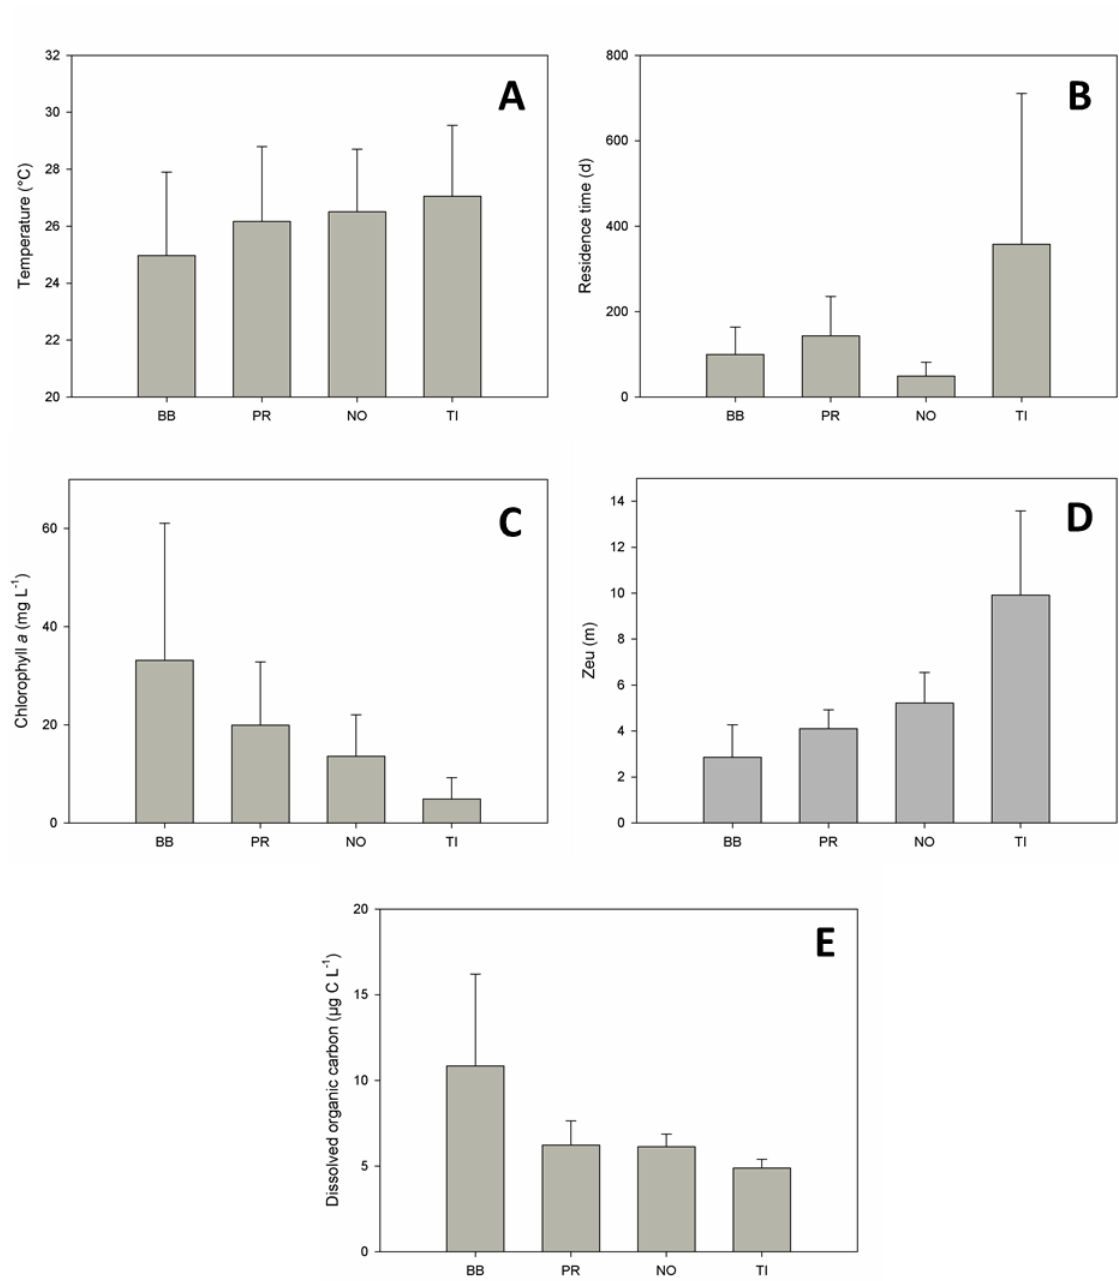 A
Temperature (°C)
32
30
28
26
24
22
20
BB PR NO TI
B
Residence time (d)
800
600
400
200
0
BB PR NO TI
C
Chlorophyll a (mg L⁻¹)
60
40
20
0
BB PR NO TI
D
Zeu (m)
14
12
10
8
6
4
2
0
BB PR NO TI
E
Dissolved organic carbon (µg C L⁻¹)
20
15
10
5
0
BB PR NO TI